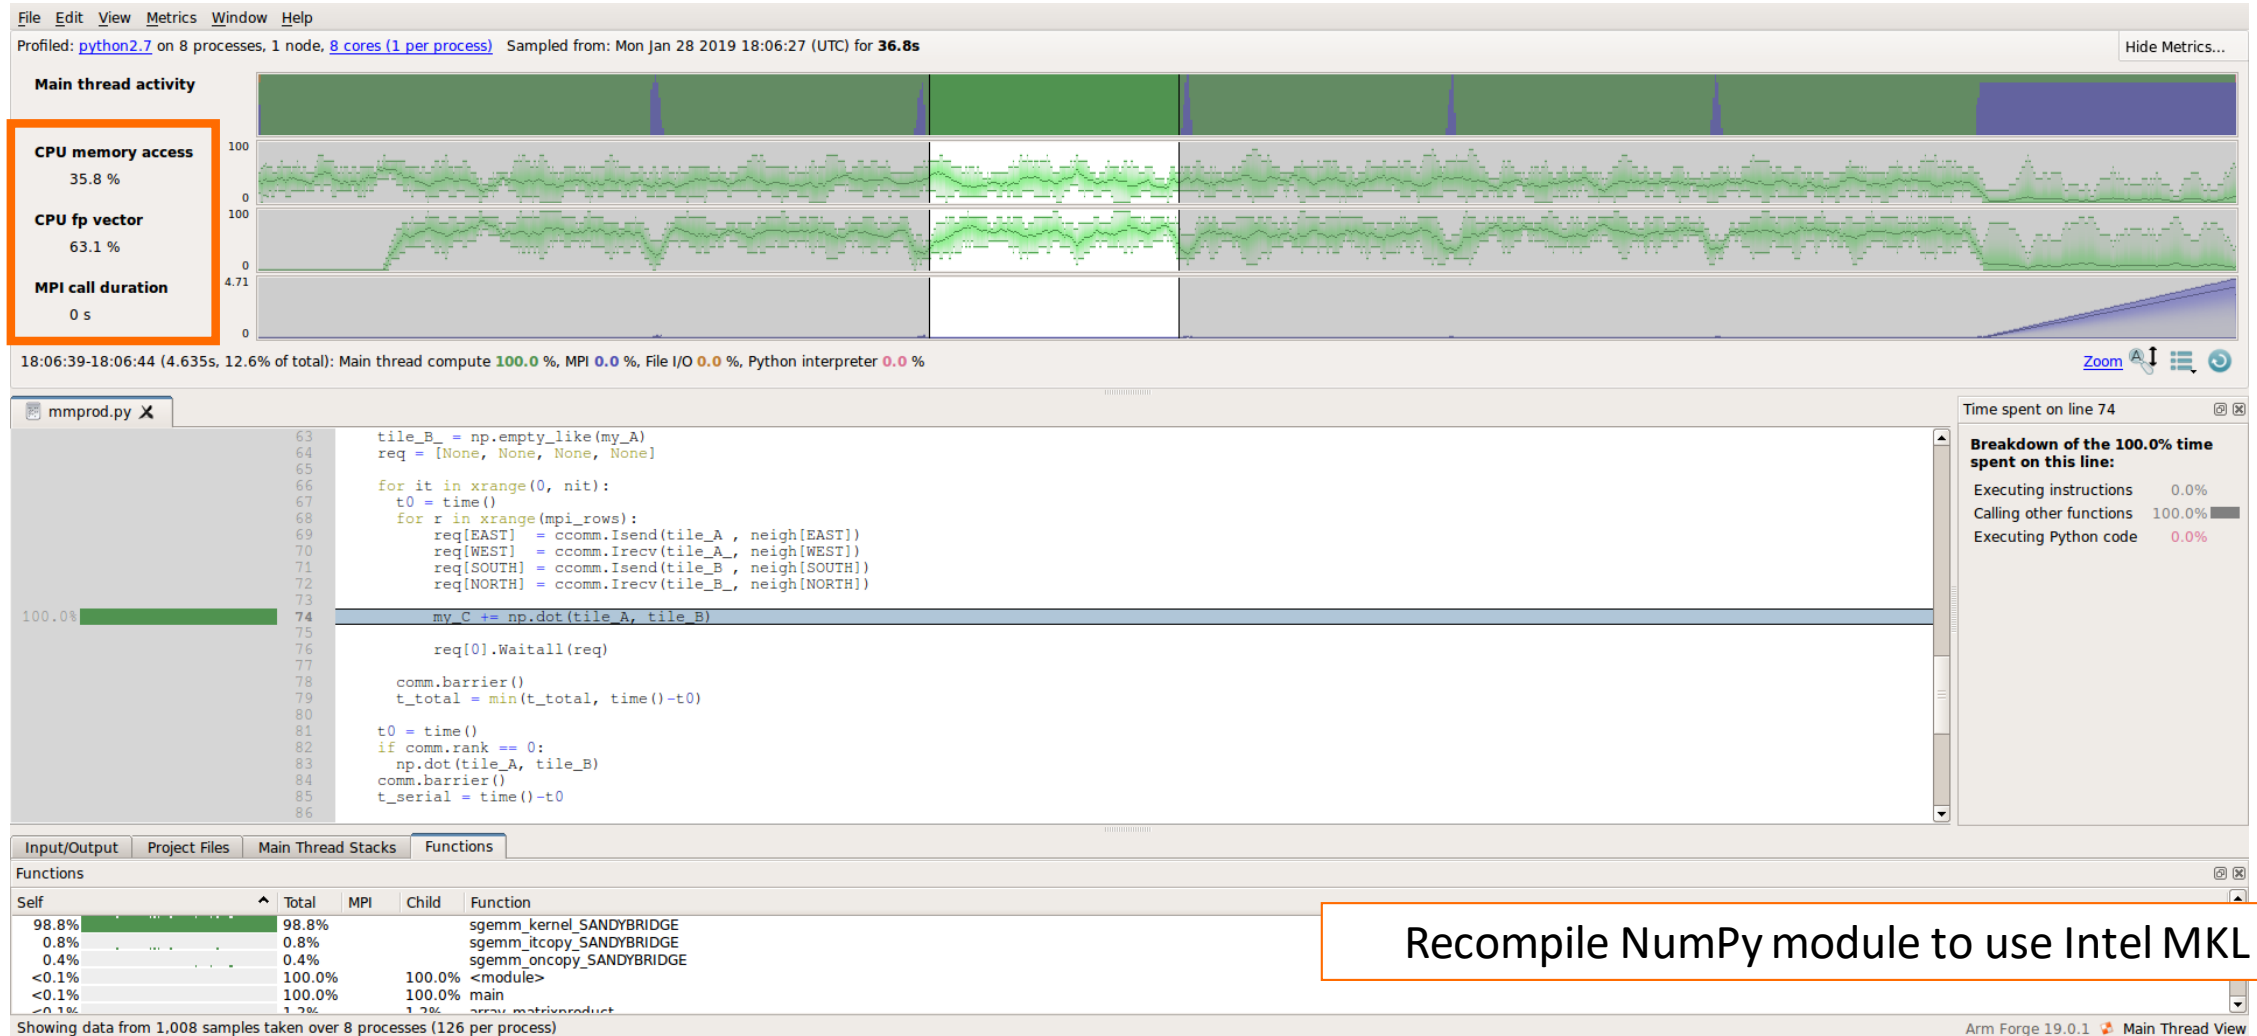 File Edit View Metrics Window Help
Profiled: python2.7 on 8 processes, 1 node, 8 cores (1 per process) Sampled from: Mon Jan 28 2019 18:06:27 (UTC) for 36.8s
Hide Metrics...
Main thread activity
CPU memory access
35.8 %
100
0
CPU fp vector
63.1 %
100
0
MPI call duration
0 s
4.71
0
18:06:39-18:06:44 (4.635s, 12.6% of total): Main thread compute 100.0 %, MPI 0.0 %, File I/O 0.0 %, Python interpreter 0.0 %
Zoom
mmprod.py
63 tile_B_ = np.empty_like(my_A)
64 req = [None, None, None, None]
65
66 for it in xrange(0, nit):
67 t0 = time()
68 for r in xrange(mpi_rows):
69 req[EAST] = ccomm.Isend(tile_A , neigh[EAST])
70 req[WEST] = ccomm.Irecv(tile_A_, neigh[WEST])
71 req[SOUTH] = ccomm.Isend(tile_B , neigh[SOUTH])
72 req[NORTH] = ccomm.Irecv(tile_B_, neigh[NORTH])
73
100.0% 74 my_C += np.dot(tile_A, tile_B)
75
76 req[0].Waitall(req)
77
78 comm.barrier()
79 t_total = min(t_total, time()-t0)
80
81 t0 = time()
82 if comm.rank == 0:
83 np.dot(tile_A, tile_B)
84 comm.barrier()
85 t_serial = time()-t0
86
Time spent on line 74
Breakdown of the 100.0% time
spent on this line:
Executing instructions 0.0%
Calling other functions 100.0%
Executing Python code 0.0%
Input/Output Project Files Main Thread Stacks Functions
Functions
Self Total MPI Child Function
98.8% 98.8% sgemm_kernel_SANDYBRIDGE
0.8% 0.8% sgemm_itcopy_SANDYBRIDGE
0.4% 0.4% sgemm_oncopy_SANDYBRIDGE
<0.1% 100.0% 100.0% <module>
<0.1% 100.0% 100.0% main
<0.1% 1.2% 1.2% array_matrixproduct
Recompile NumPy module to use Intel MKL
Showing data from 1,008 samples taken over 8 processes (126 per process)
Arm Forge 19.0.1 Main Thread View